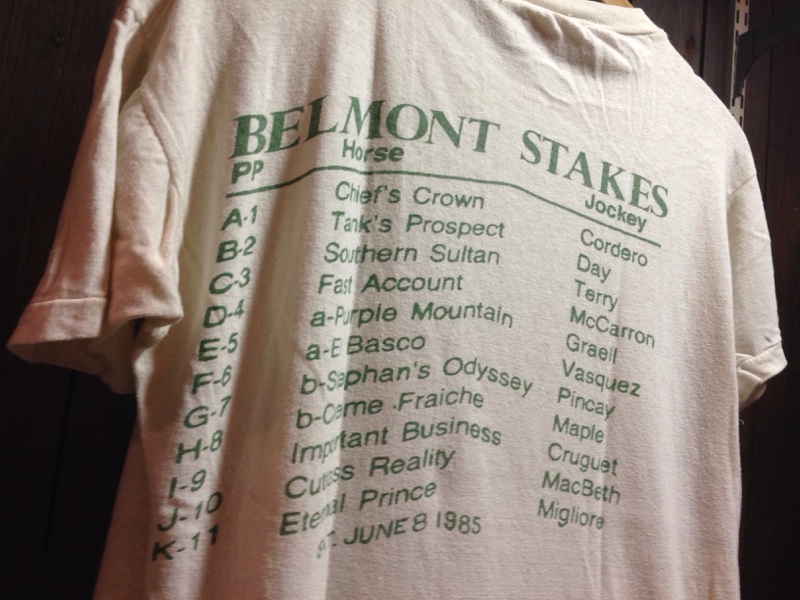 BELMONT STAKES
PP Horse Jockey
A-1 Chief's Crown Cordero
B-2 Tank's Prospect Day
C-3 Southern Sultan Terry
D-4 Fast Account McCarron
E-5 a-Purple Mountain Graell
F-6 a-El Basco Vasquez
G-7 b-Stephan's Odyssey Pincay
H-8 b-Creme Fraiche Maple
I-9 Important Business Cruguet
J-10 Cutlass Reality MacBeth
K-11 Eternal Prince Migliore
SAT. JUNE 8 1985